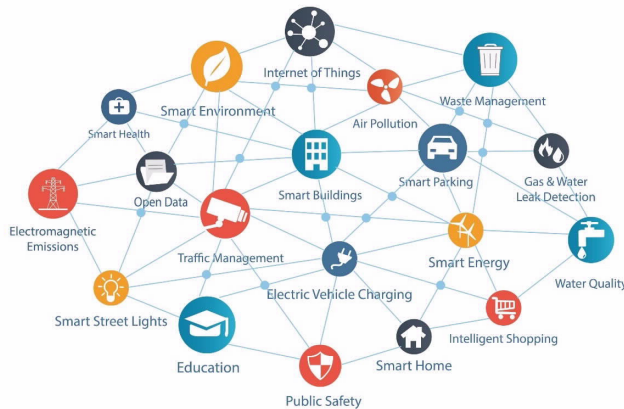 Internet of Things
Smart Environment
Waste Management
Air Pollution
Smart Health
Smart Buildings
Smart Parking
Gas & Water
Leak Detection
Open Data
Electromagnetic
Emissions
Traffic Management
Smart Energy
Water Quality
Electric Vehicle Charging
Smart Street Lights
Intelligent Shopping
Education
Smart Home
Public Safety